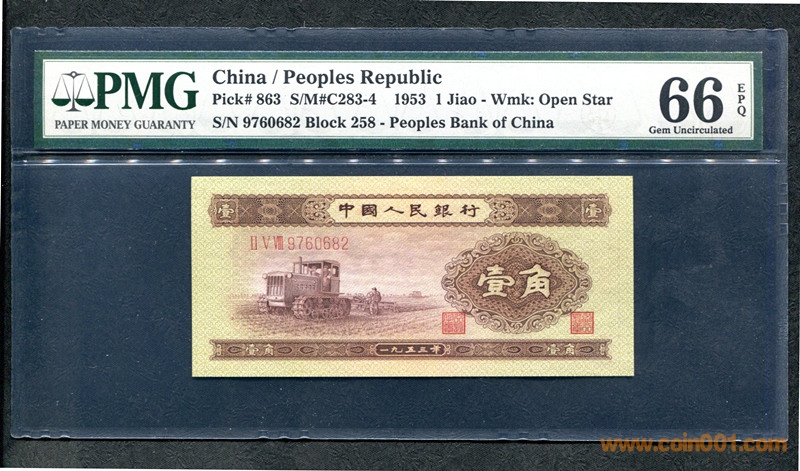 PMG
PAPER MONEY GUARANTY
China / Peoples Republic
Pick# 863 S/M#C283-4 1953 1 Jiao - Wmk: Open Star
S/N 9760682 Block 258 - Peoples Bank of China
66
EPQ
Gem Uncirculated
壹 中國人民銀行 壹
II V VIII 9760682
壹角
壹角 一九五三年 壹角
www.coin001.com